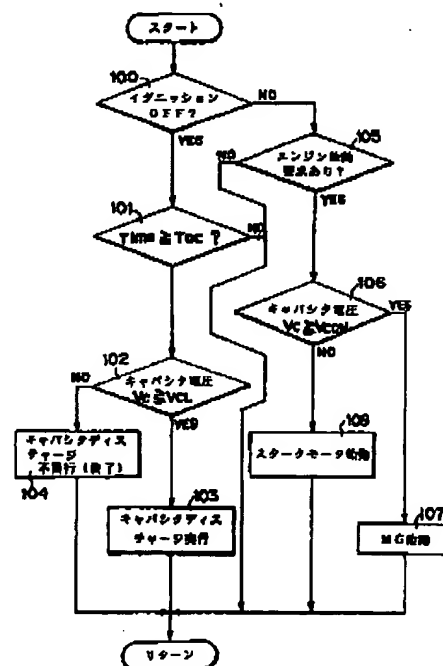 スタート
100
イグニッション
OFF?
NO
YES
105
エンジン始動
要求あり?
NO
YES
101
Time ≧ TDC ?
NO
106
キャパシタ電圧
YES
NO
102
キャパシタ電圧
Vc ≧ VCL
NO
YES
108
スタータモータ始動
キャパシタディス
チャージ
不実行(終了)
104
103
キャパシタディス
チャージ実行
107
MG始動
リターン